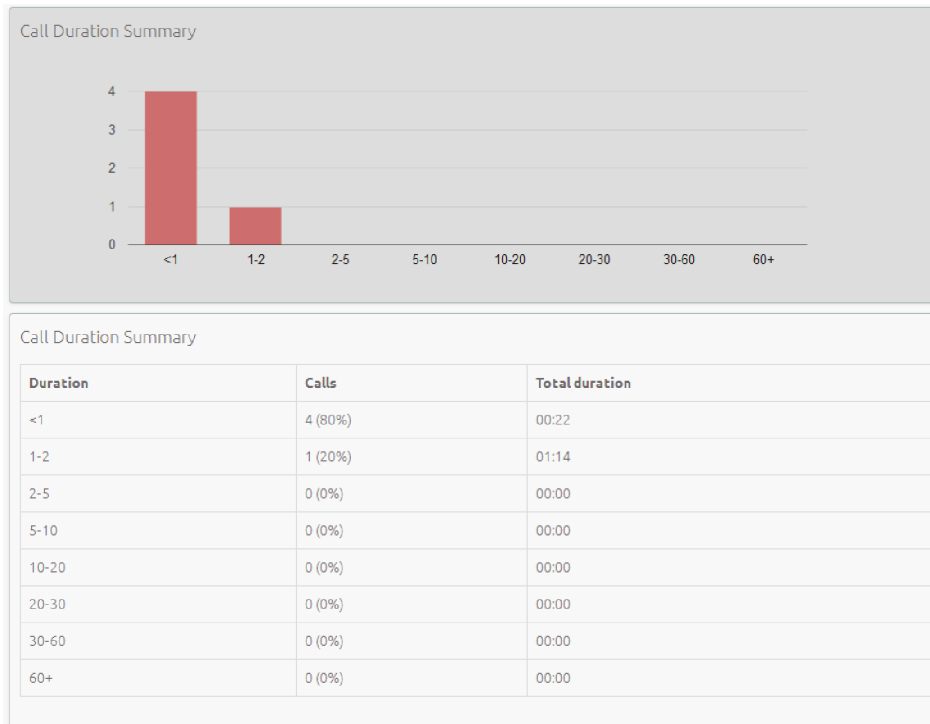 Call Duration Summary
4
3
2
1
0
<1 1-2 2-5 5-10 10-20 20-30 30-60 60+
Call Duration Summary
Duration Calls Total duration
<1 4 (80%) 00:22
1-2 1 (20%) 01:14
2-5 0 (0%) 00:00
5-10 0 (0%) 00:00
10-20 0 (0%) 00:00
20-30 0 (0%) 00:00
30-60 0 (0%) 00:00
60+ 0 (0%) 00:00